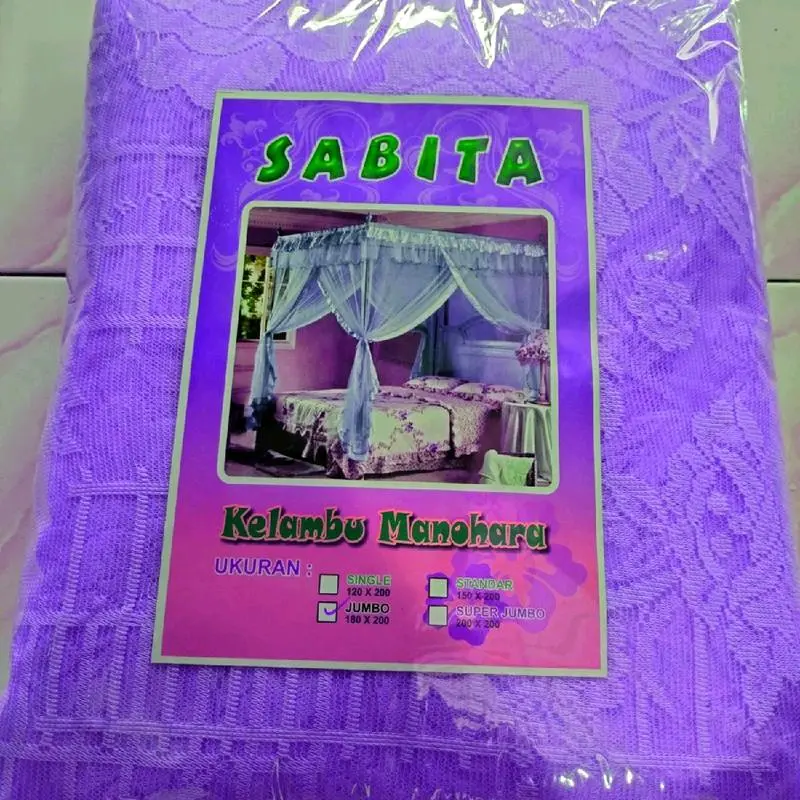 SABITA
Kelambu Manohara
UKURAN :
SINGLE
120 X 200
STANDAR
150 X 200
JUMBO
180 X 200
SUPER JUMBO
200 X 200